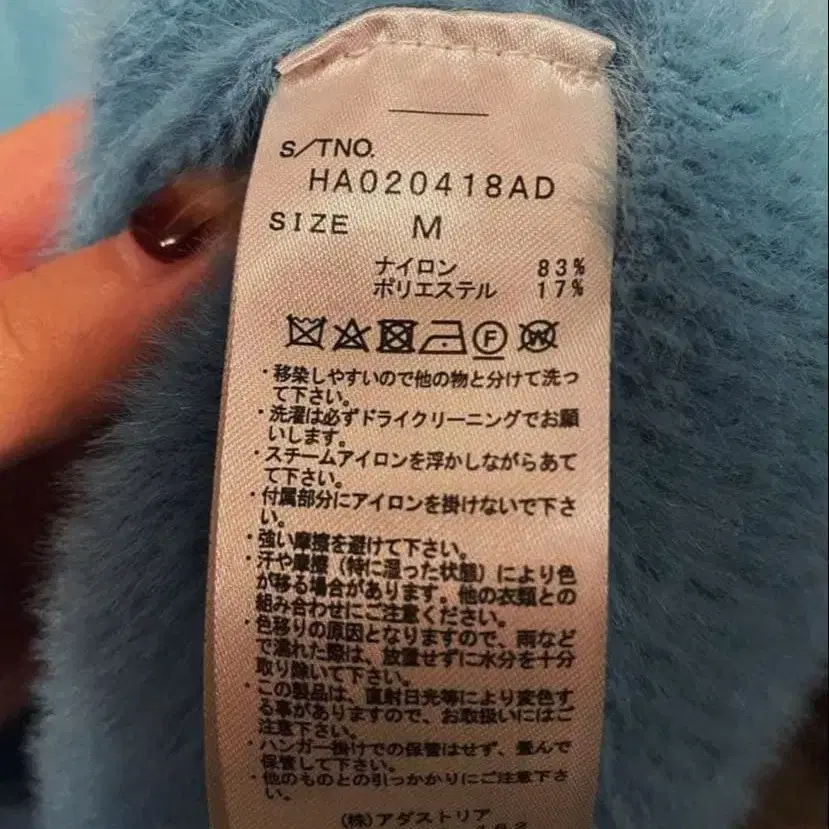 S/TNO.
HA020418AD
SIZE M
ナイロン 83%
ポリエステル 17%
F W
・移染しやすいので他の物と分けて洗っ
て下さい。
・洗濯は必ずドライクリーニングでお願
いします。
・スチームアイロンを浮かしながらあて
て下さい。
・付属部分にアイロンを掛けないで下さ
い。
・強い摩擦を避けて下さい。
・汗や摩擦（特に湿った状態）により色
が移る場合があります。他の衣類との
組み合わせにご注意ください。
・色移りの原因となりますので、雨など
で濡れた際は、放置せずに水分を十分
取り除いて下さい。
・この製品は、直射日光等により変色す
る事がありますので、お取扱いにはご
注意下さい。
・ハンガー掛けでの保管はせず、畳んで
保管して下さい。
・他のものとの引っかかりにご注意下さ
い。
(株)アダストリア